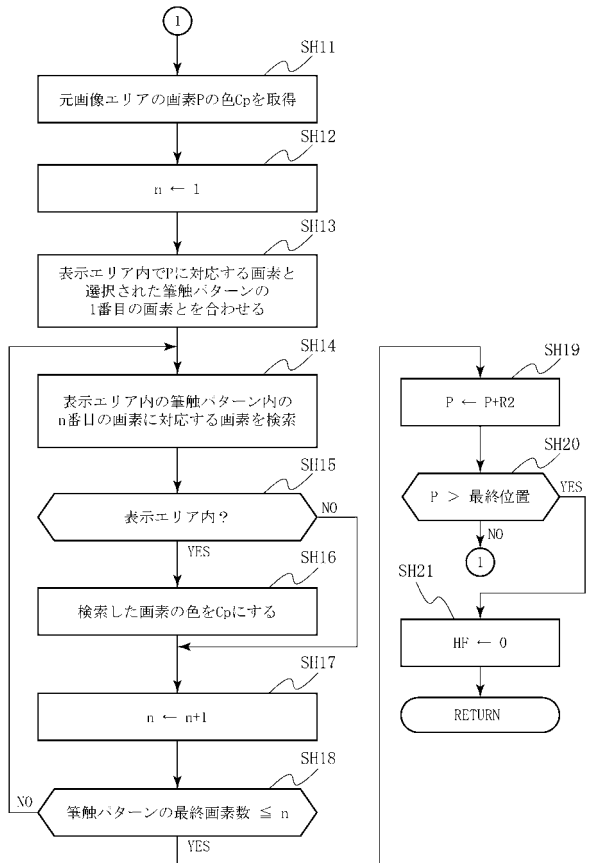 1
SH11
元画像エリアの画素Pの色Cpを取得
SH12
n ← 1
SH13
表示エリア内でPに対応する画素と
選択された筆触パターンの
1番目の画素とを合わせる
SH14
表示エリア内の筆触パターン内の
n番目の画素に対応する画素を検索
SH15
表示エリア内?
NO
YES
SH16
検索した画素の色をCpにする
SH17
n ← n+1
SH18
筆触パターンの最終画素数 ≦ n
NO
YES
SH19
P ← P+R2
SH20
P > 最終位置
YES
NO
1
SH21
HF ← 0
RETURN